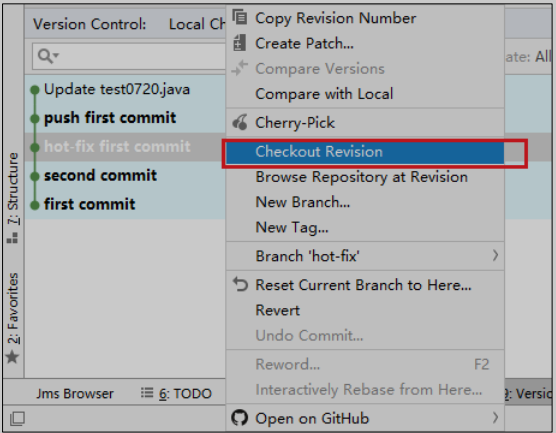 Version Control: Local Ch
Copy Revision Number
Create Patch...
Compare Versions
ate: All
Compare with Local
Update test0720.java
push first commit
Cherry-Pick
hot-fix first commit
Checkout Revision
second commit
Browse Repository at Revision
first commit
New Branch...
New Tag...
Branch 'hot-fix'
Reset Current Branch to Here...
Revert
Undo Commit...
Reword... F2
Interactively Rebase from Here...
Open on GitHub
7: Structure
2: Favorites
Jms Browser
6: TODO
9: Versio